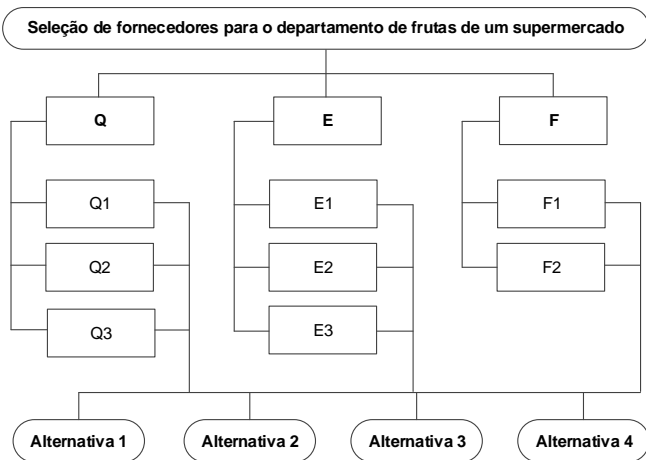 Seleção de fornecedores para o departamento de frutas de um supermercado
Q
E
F
Q1
E1
F1
Q2
E2
F2
Q3
E3
Alternativa 1
Alternativa 2
Alternativa 3
Alternativa 4